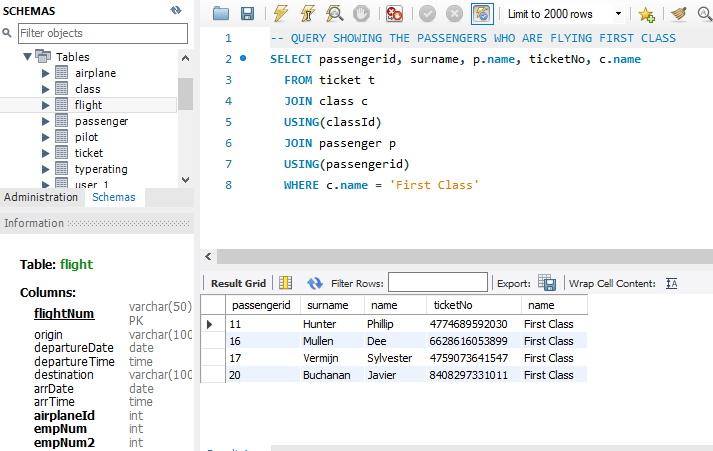 SCHEMAS
Filter objects
Tables
airplane
class
flight
passenger
pilot
ticket
typerating
user_1
Administration Schemas
Information
Table: flight
Columns:
flightNum varchar(50)
PK
origin varchar(100
departureDate date
departureTime time
destination varchar(100
arrDate date
arrTime time
airplaneId int
empNum int
empNum2 int
Limit to 2000 rows
1 -- QUERY SHOWING THE PASSENGERS WHO ARE FLYING FIRST CLASS
2 SELECT passengerid, surname, p.name, ticketNo, c.name
3 FROM ticket t
4 JOIN class c
5 USING(classId)
6 JOIN passenger p
7 USING(passengerid)
8 WHERE c.name = 'First Class'
Result Grid Filter Rows: Export: Wrap Cell Content:
passengerid surname name ticketNo name
11 Hunter Phillip 4774689592030 First Class
16 Mullen Dee 6628616053899 First Class
17 Vermijn Sylvester 4759073641547 First Class
20 Buchanan Javier 8408297331011 First Class